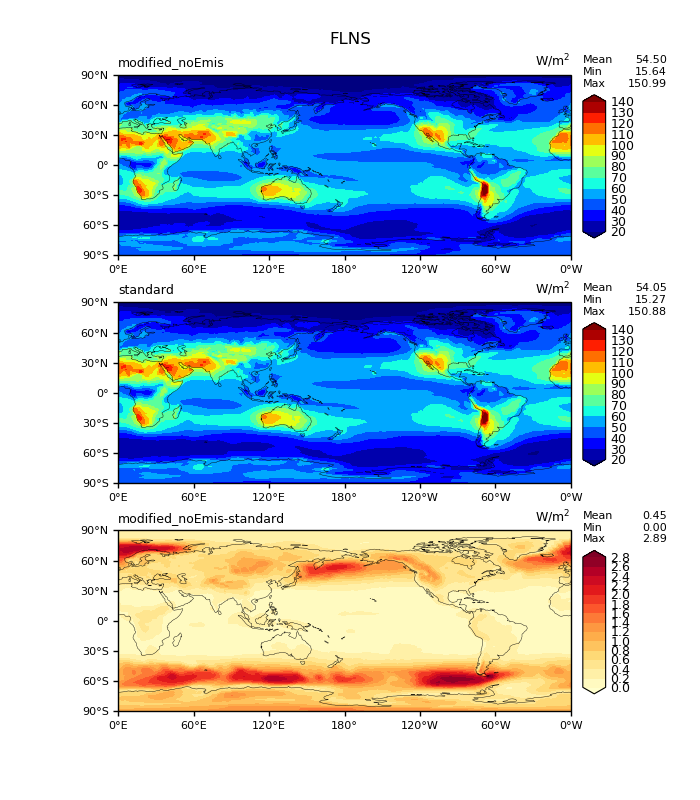 FLNS
modified_noEmis W/m² Mean 54.50
Min 15.64
Max 150.99
90°N
60°N
30°N
0°
30°S
60°S
90°S
0°E 60°E 120°E 180° 120°W 60°W 0°W
140
130
120
110
100
90
80
70
60
50
40
30
20
standard W/m² Mean 54.05
Min 15.27
Max 150.88
90°N
60°N
30°N
0°
30°S
60°S
90°S
0°E 60°E 120°E 180° 120°W 60°W 0°W
140
130
120
110
100
90
80
70
60
50
40
30
20
modified_noEmis-standard W/m² Mean 0.45
Min 0.00
Max 2.89
90°N
60°N
30°N
0°
30°S
60°S
90°S
0°E 60°E 120°E 180° 120°W 60°W 0°W
2.8
2.6
2.4
2.2
2.0
1.8
1.6
1.4
1.2
1.0
0.8
0.6
0.4
0.2
0.0